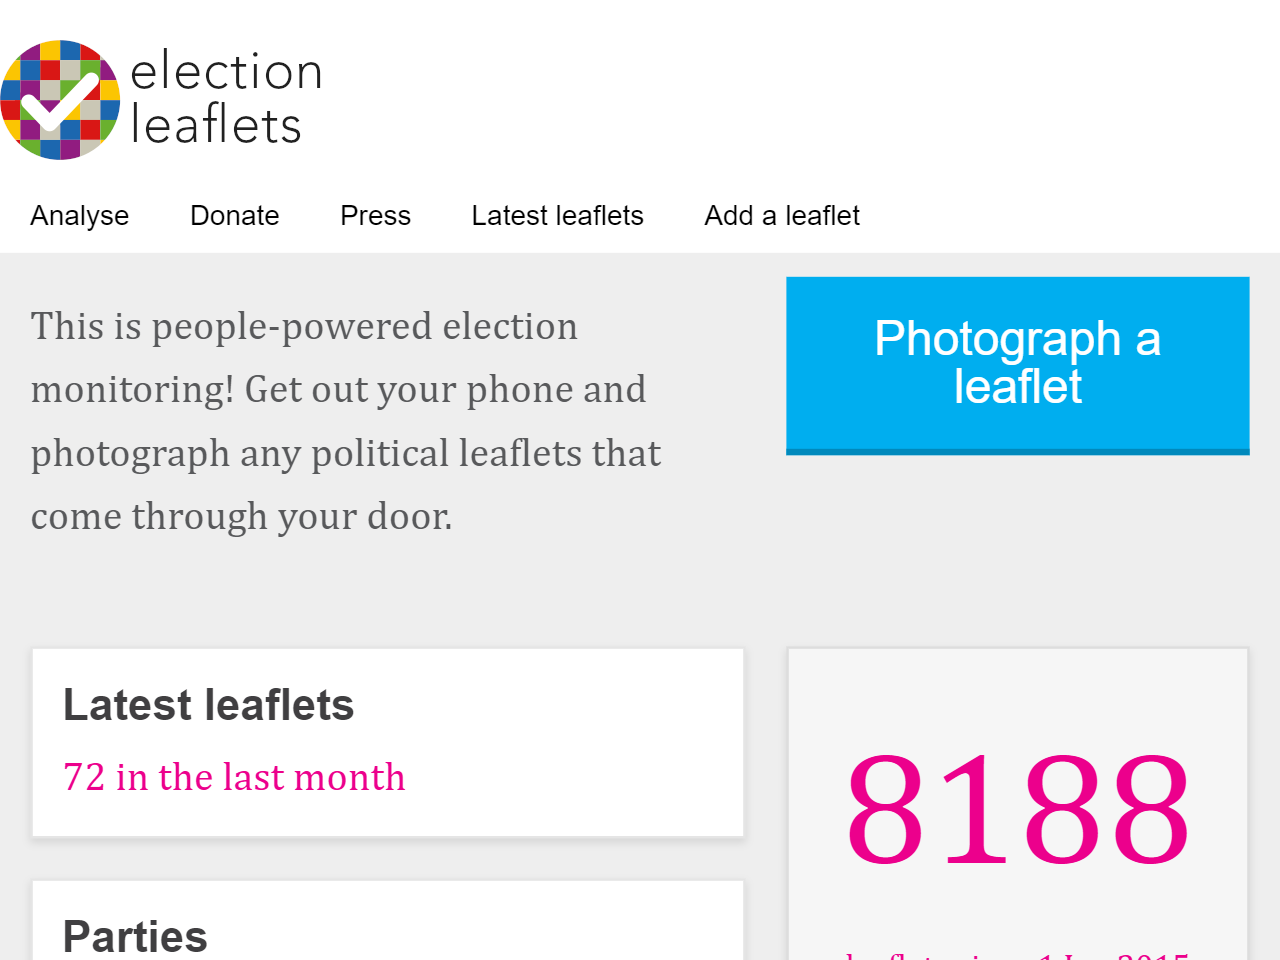 election
leaflets
Analyse Donate Press Latest leaflets Add a leaflet
This is people-powered election
monitoring! Get out your phone and
photograph any political leaflets that
come through your door.
Photograph a
leaflet
Latest leaflets
72 in the last month
8188
Parties